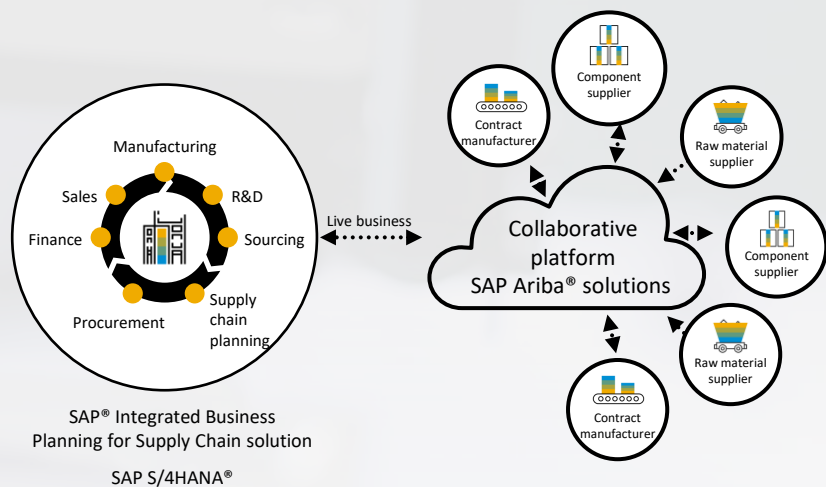 Manufacturing
Sales
R&D
Finance
Sourcing
Procurement
Supply
chain
planning
SAP® Integrated Business
Planning for Supply Chain solution
SAP S/4HANA®
Live business
Collaborative
platform
SAP Ariba® solutions
Contract
manufacturer
Component
supplier
Raw material
supplier
Component
supplier
Raw material
supplier
Contract
manufacturer